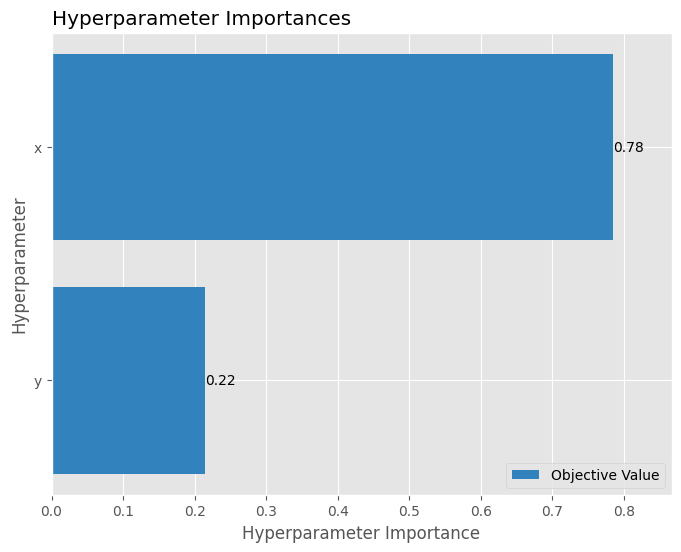 Hyperparameter Importances
Hyperparameter
x
0.78
y
0.22
Objective Value
0.0 0.1 0.2 0.3 0.4 0.5 0.6 0.7 0.8
Hyperparameter Importance